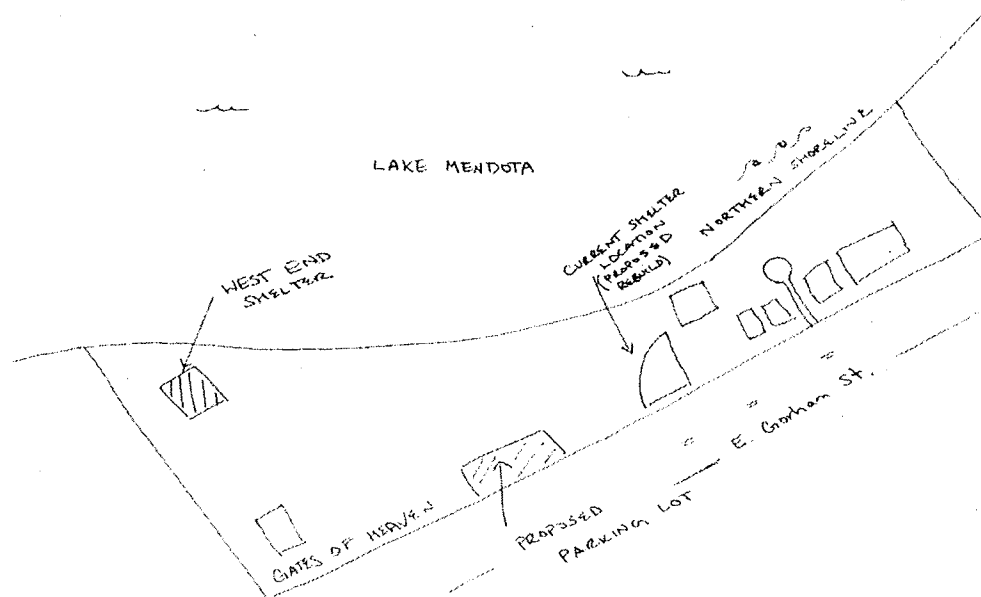 LAKE MENDOTA
NORTHERN SHORELINE
CURRENT SHELTER
LOCATION
(PROPOSED
REBUILD)
WEST END
SHELTER
E. Gorham St.
GATES OF HEAVEN
PROPOSED
PARKING LOT